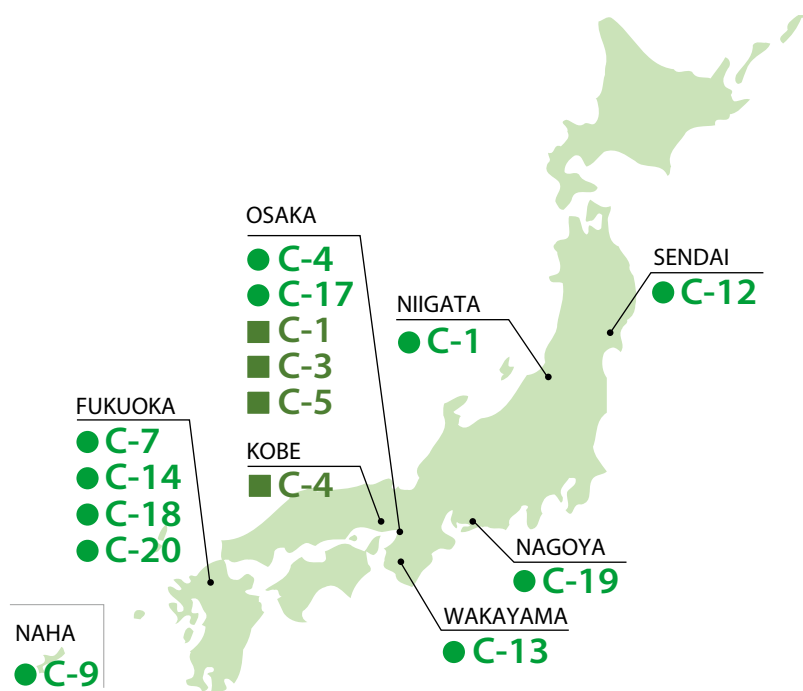 OSAKA
C-4
C-17
C-1
C-3
C-5
SENDAI
C-12
NIIGATA
C-1
FUKUOKA
C-7
C-14
C-18
C-20
KOBE
C-4
NAGOYA
C-19
WAKAYAMA
C-13
NAHA
C-9